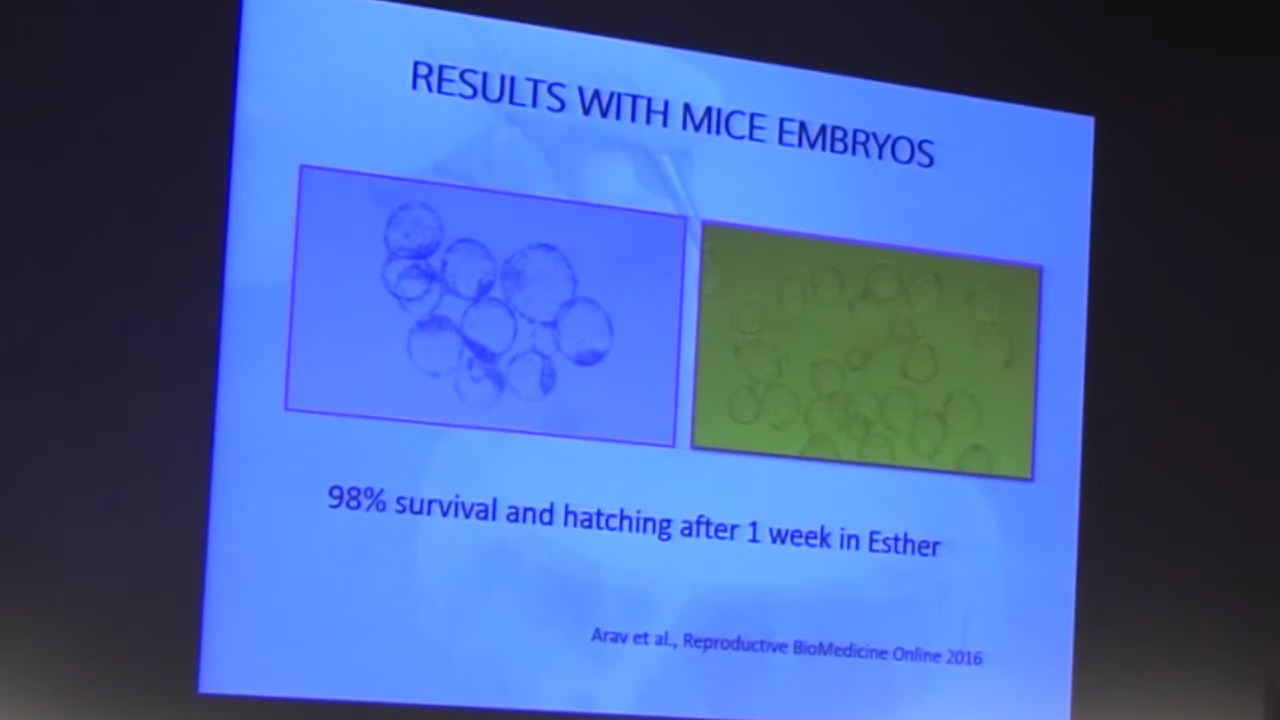 RESULTS WITH MICE EMBRYOS
98% survival and hatching after 1 week in Esther
Arav et al., Reproductive BioMedicine Online 2016